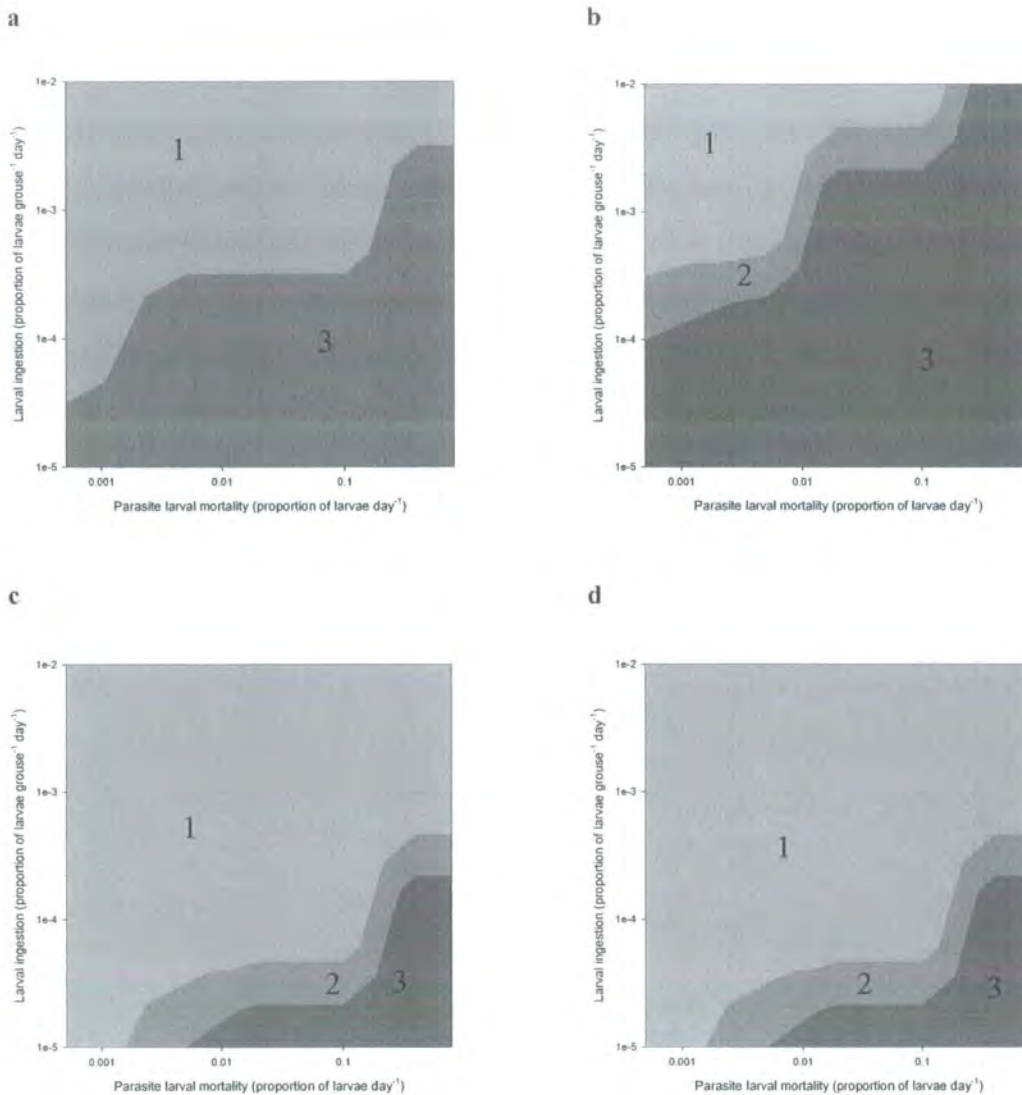 a
b
1e-2
1e-3
1e-4
1e-5
Larval ingestion (proportion of larvae grouse⁻¹ day⁻¹)
1
3
0.001
0.01
0.1
Parasite larval mortality (proportion of larvae day⁻¹)
1e-2
1e-3
1e-4
1e-5
Larval ingestion (proportion of larvae grouse⁻¹ day⁻¹)
1
2
3
0.001
0.01
0.1
Parasite larval mortality (proportion of larvae day⁻¹)
c
d
1e-2
1e-3
1e-4
1e-5
Larval ingestion (proportion of larvae grouse⁻¹ day⁻¹)
1
2
3
0.001
0.01
0.1
Parasite larval mortality (proportion of larvae day⁻¹)
1e-2
1e-3
1e-4
1e-5
Larval ingestion (proportion of larvae grouse⁻¹ day⁻¹)
1
2
3
0.001
0.01
0.1
Parasite larval mortality (proportion of larvae day⁻¹)